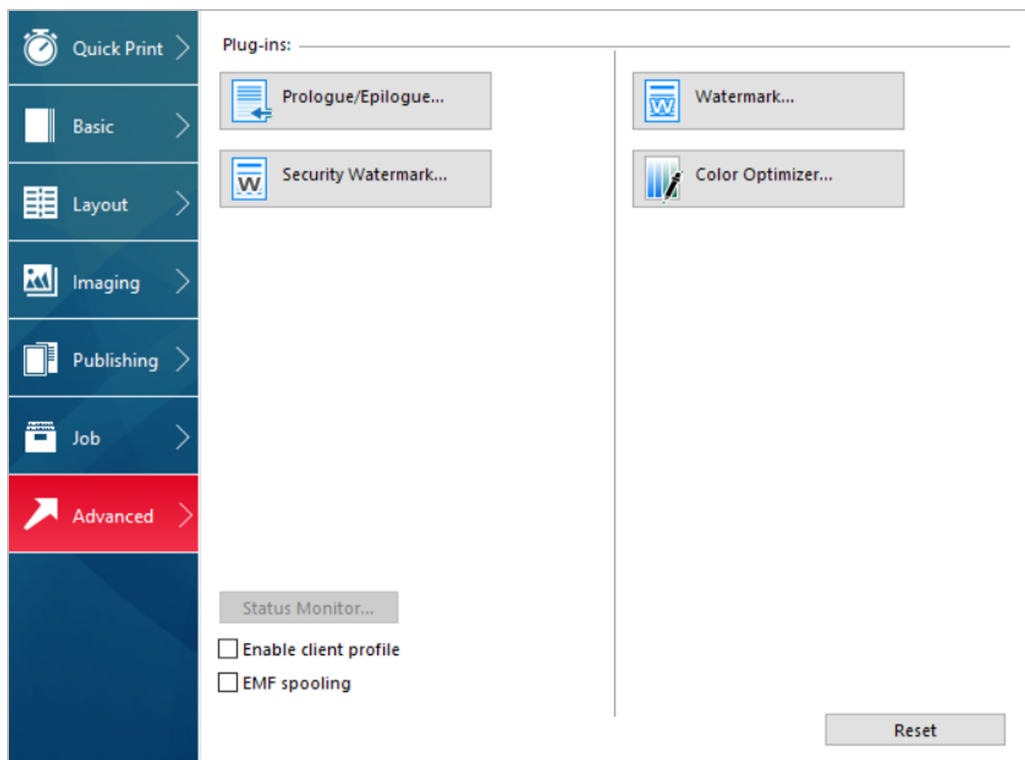 Quick Print
Basic
Layout
Imaging
Publishing
Job
Advanced
Plug-ins:
Prologue/Epilogue...
Watermark...
Security Watermark...
Color Optimizer...
Status Monitor...
Enable client profile
EMF spooling
Reset